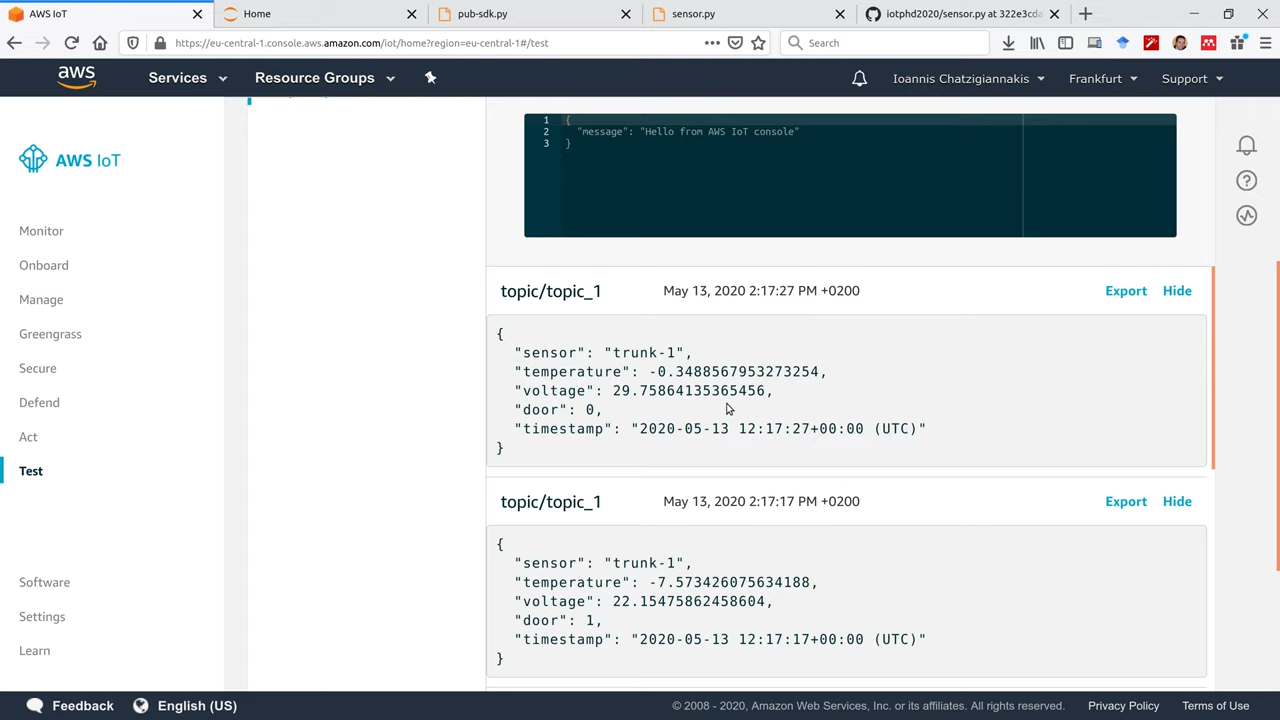 AWS IoT
Home
pub-sdk.py
sensor.py
iotphd2020/sensor.py at 322e3cda
https://eu-central-1.console.aws.amazon.com/iot/home?region=eu-central-1#/test
Search
aws
Services
Resource Groups
Ioannis Chatzigiannakis
Frankfurt
Support
AWS IoT
Monitor
Onboard
Manage
Greengrass
Secure
Defend
Act
Test
Software
Settings
Learn
1 {
2 "message": "Hello from AWS IoT console"
3 }
topic/topic_1 May 13, 2020 2:17:27 PM +0200 Export Hide
{
"sensor": "trunk-1",
"temperature": -0.3488567953273254,
"voltage": 29.75864135365456,
"door": 0,
"timestamp": "2020-05-13 12:17:27+00:00 (UTC)"
}
topic/topic_1 May 13, 2020 2:17:17 PM +0200 Export Hide
{
"sensor": "trunk-1",
"temperature": -7.573426075634188,
"voltage": 22.15475862458604,
"door": 1,
"timestamp": "2020-05-13 12:17:17+00:00 (UTC)"
}
Feedback
English (US)
© 2008 - 2020, Amazon Web Services, Inc. or its affiliates. All rights reserved.
Privacy Policy
Terms of Use